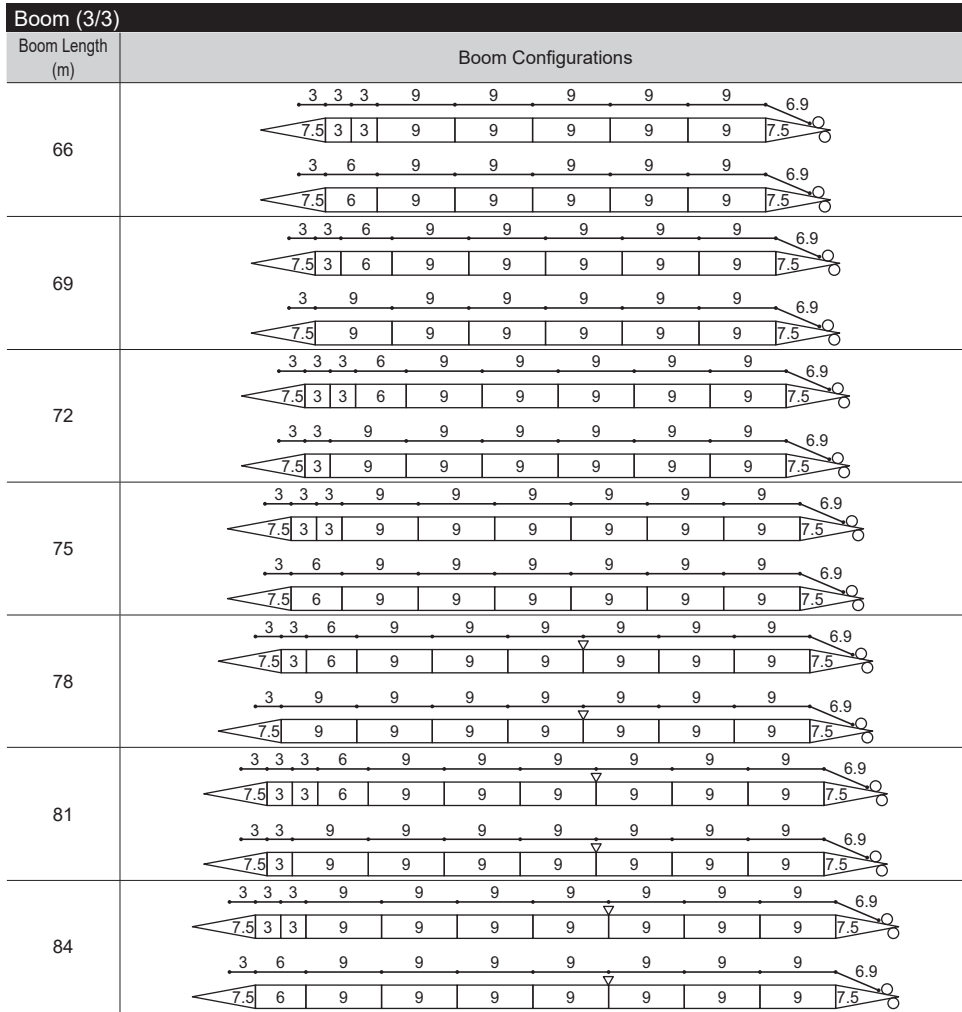 Boom (3/3)
Boom Length
(m)
Boom Configurations
66
3 3 3 9 9 9 9 9 6.9
7.5 3 3 9 9 9 9 9 7.5
3 6 9 9 9 9 9 6.9
7.5 6 9 9 9 9 9 7.5
69
3 3 6 9 9 9 9 9 6.9
7.5 3 6 9 9 9 9 9 7.5
3 9 9 9 9 9 9 6.9
7.5 9 9 9 9 9 9 7.5
72
3 3 3 6 9 9 9 9 9 6.9
7.5 3 3 6 9 9 9 9 9 7.5
3 3 9 9 9 9 9 9 6.9
7.5 3 9 9 9 9 9 9 7.5
75
3 3 3 9 9 9 9 9 9 6.9
7.5 3 3 9 9 9 9 9 9 7.5
3 6 9 9 9 9 9 9 6.9
7.5 6 9 9 9 9 9 9 7.5
78
3 3 6 9 9 9 9 9 9 6.9
7.5 3 6 9 9 9 9 9 9 7.5
3 9 9 9 9 9 9 9 6.9
7.5 9 9 9 9 9 9 9 7.5
81
3 3 3 6 9 9 9 9 9 9 6.9
7.5 3 3 6 9 9 9 9 9 9 7.5
3 3 9 9 9 9 9 9 9 6.9
7.5 3 9 9 9 9 9 9 9 7.5
84
3 3 3 9 9 9 9 9 9 9 6.9
7.5 3 3 9 9 9 9 9 9 9 7.5
3 6 9 9 9 9 9 9 9 6.9
7.5 6 9 9 9 9 9 9 9 7.5